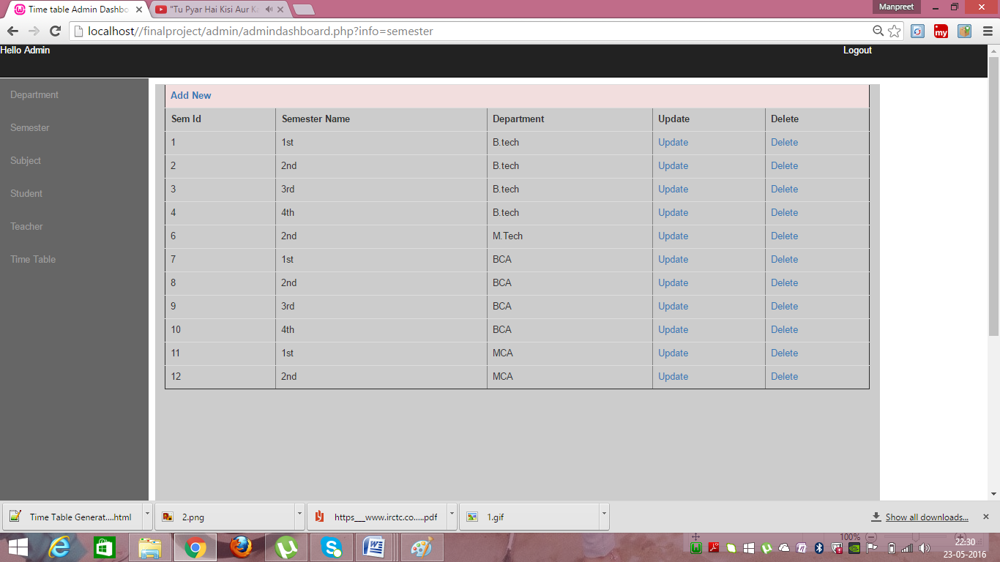 Time table Admin Dashbo
"Tu Pyar Hai Kisi Aur Ka
Manpreet
localhost//finalproject/admin/admindashboard.php?info=semester
my
Hello Admin
Logout
Department
Semester
Subject
Student
Teacher
Time Table
Add New
Sem Id Semester Name Department Update Delete
1 1st B.tech Update Delete
2 2nd B.tech Update Delete
3 3rd B.tech Update Delete
4 4th B.tech Update Delete
6 2nd M.Tech Update Delete
7 1st BCA Update Delete
8 2nd BCA Update Delete
9 3rd BCA Update Delete
10 4th BCA Update Delete
11 1st MCA Update Delete
12 2nd MCA Update Delete
Time Table Generat....html
2.png
https___www.irctc.co.....pdf
1.gif
Show all downloads...
100%
22:30
23-05-2016